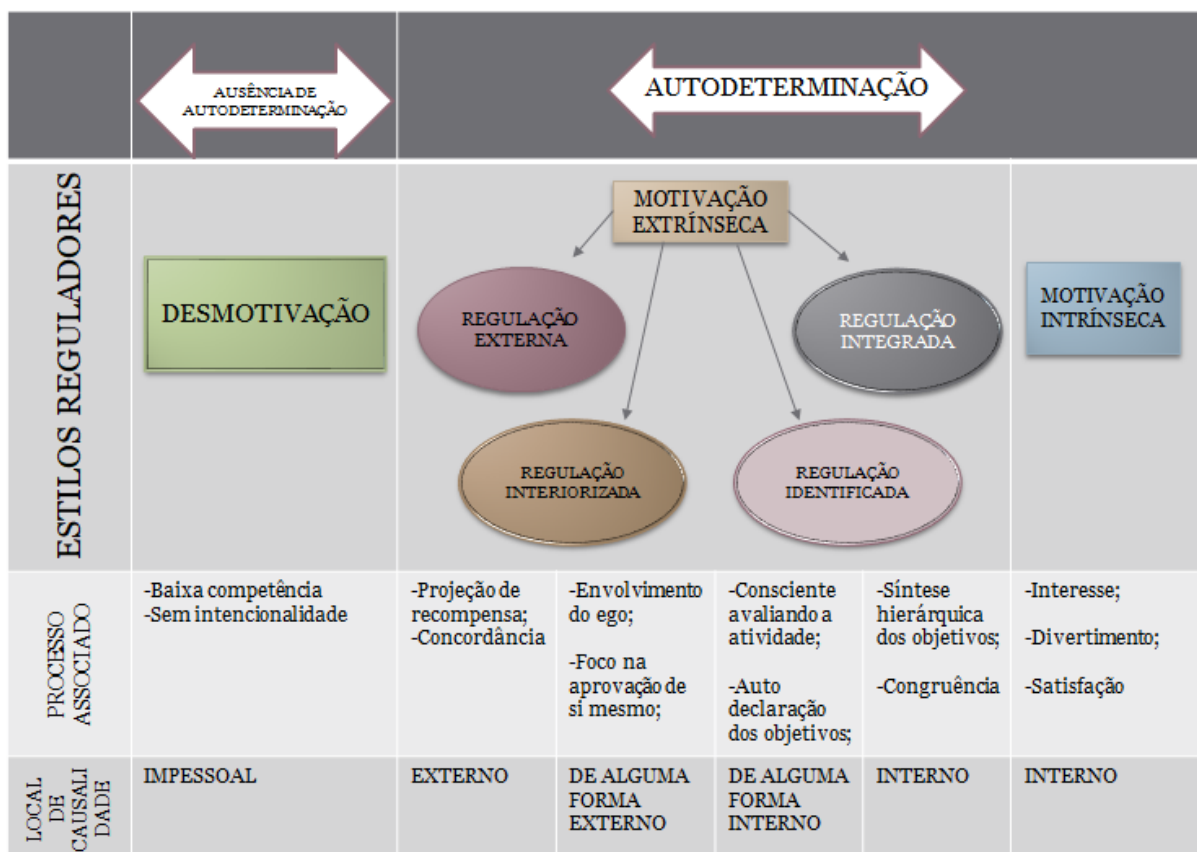 AUSÊNCIA DE
AUTODETERMINAÇÃO
AUTODETERMINAÇÃO
ESTILOS REGULADORES
DESMOTIVAÇÃO
MOTIVAÇÃO
EXTRÍNSECA
REGULAÇÃO
EXTERNA
REGULAÇÃO
INTERIORIZADA
REGULAÇÃO
IDENTIFICADA
REGULAÇÃO
INTEGRADA
MOTIVAÇÃO
INTRÍNSECA
PROCESSO
ASSOCIADO
-Baixa competência
-Sem intencionalidade
-Projeção de
recompensa;
-Concordância
-Envolvimento
do ego;
-Foco na
aprovação de
si mesmo;
-Consciente
avaliando a
atividade;
-Auto
declaração
dos objetivos;
-Síntese
hierárquica
dos objetivos;
-Congruência
-Interesse;
-Divertimento;
-Satisfação
LOCAL
DE
CAUSALI
DADE
IMPESSOAL
EXTERNO
DE ALGUMA
FORMA
EXTERNO
DE ALGUMA
FORMA
INTERNO
INTERNO
INTERNO